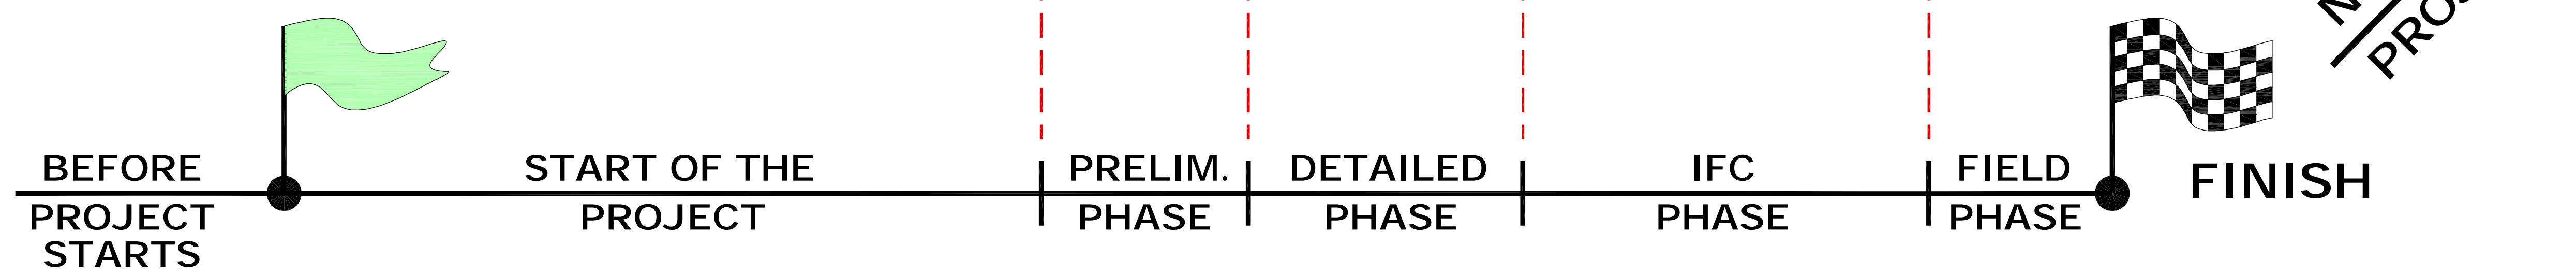 BEFORE
PROJECT
STARTS
START OF THE
PROJECT
PRELIM.
PHASE
DETAILED
PHASE
IFC
PHASE
FIELD
PHASE
FINISH